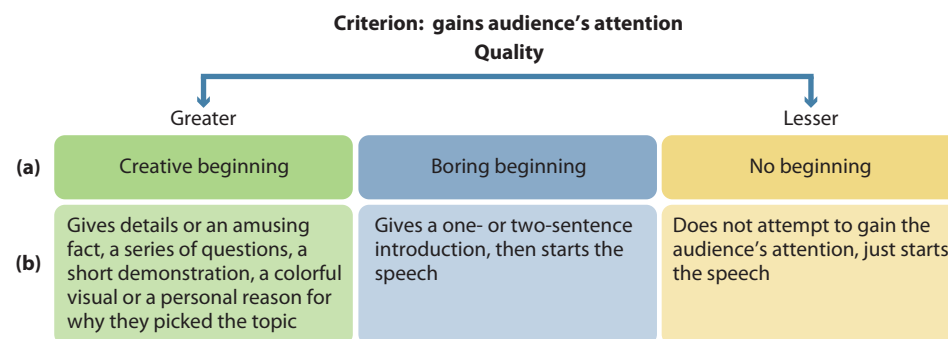 Criterion:  gains audience's attention
Quality
Greater
Lesser
(a)
Creative beginning
Boring beginning
No beginning
(b)
Gives details or an amusing
fact, a series of questions, a
short demonstration, a colorful
visual or a personal reason for
why they picked the topic
Gives a one- or two-sentence
introduction, then starts the
speech
Does not attempt to gain the
audience's attention, just starts
the speech